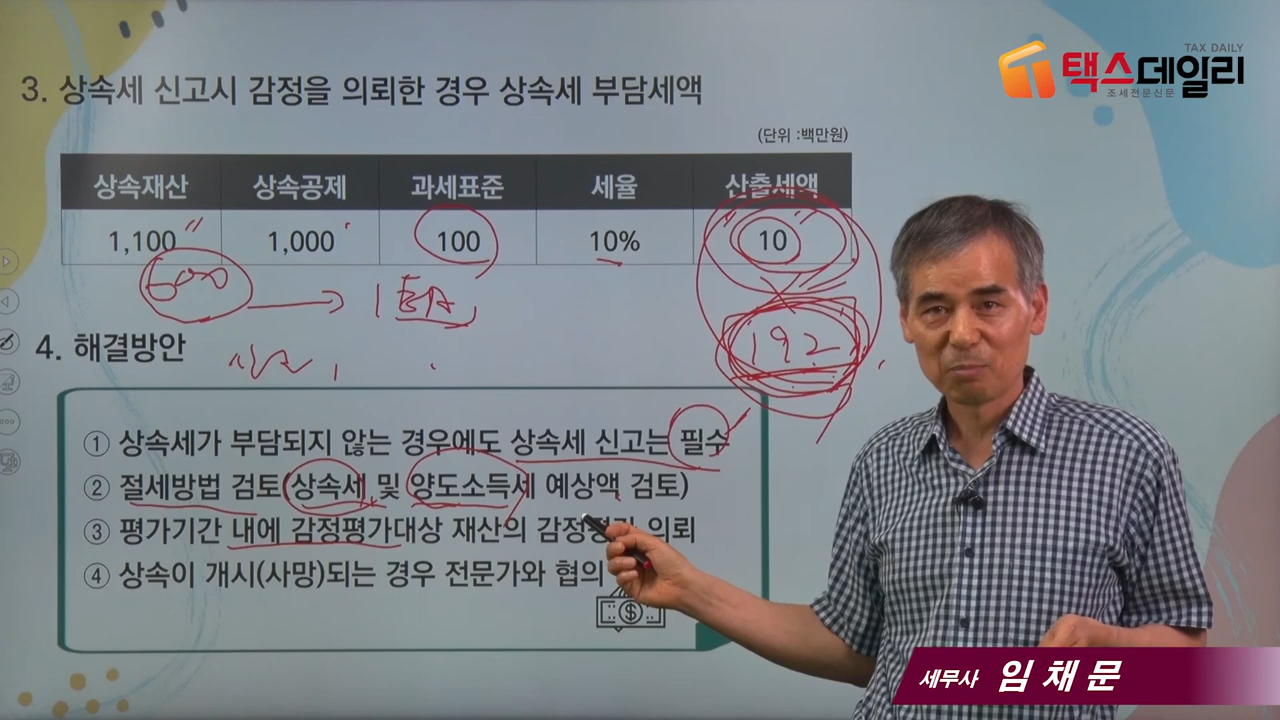 TAX DAILY
택스데일리
조세전문신문
3. 상속세 신고시 감정을 의뢰한 경우 상속세 부담세액
(단위 :백만원)
상속재산 상속공제 과세표준 세율 산출세액
1,100 1,000 100 10% 10
192
4. 해결방안
① 상속세가 부담되지 않는 경우에도 상속세 신고는 필수
② 절세방법 검토(상속세 및 양도소득세 예상액 검토)
③ 평가기간 내에 감정평가대상 재산의 감정평가 의뢰
④ 상속이 개시(사망)되는 경우 전문가와 협의
세무사 임채문